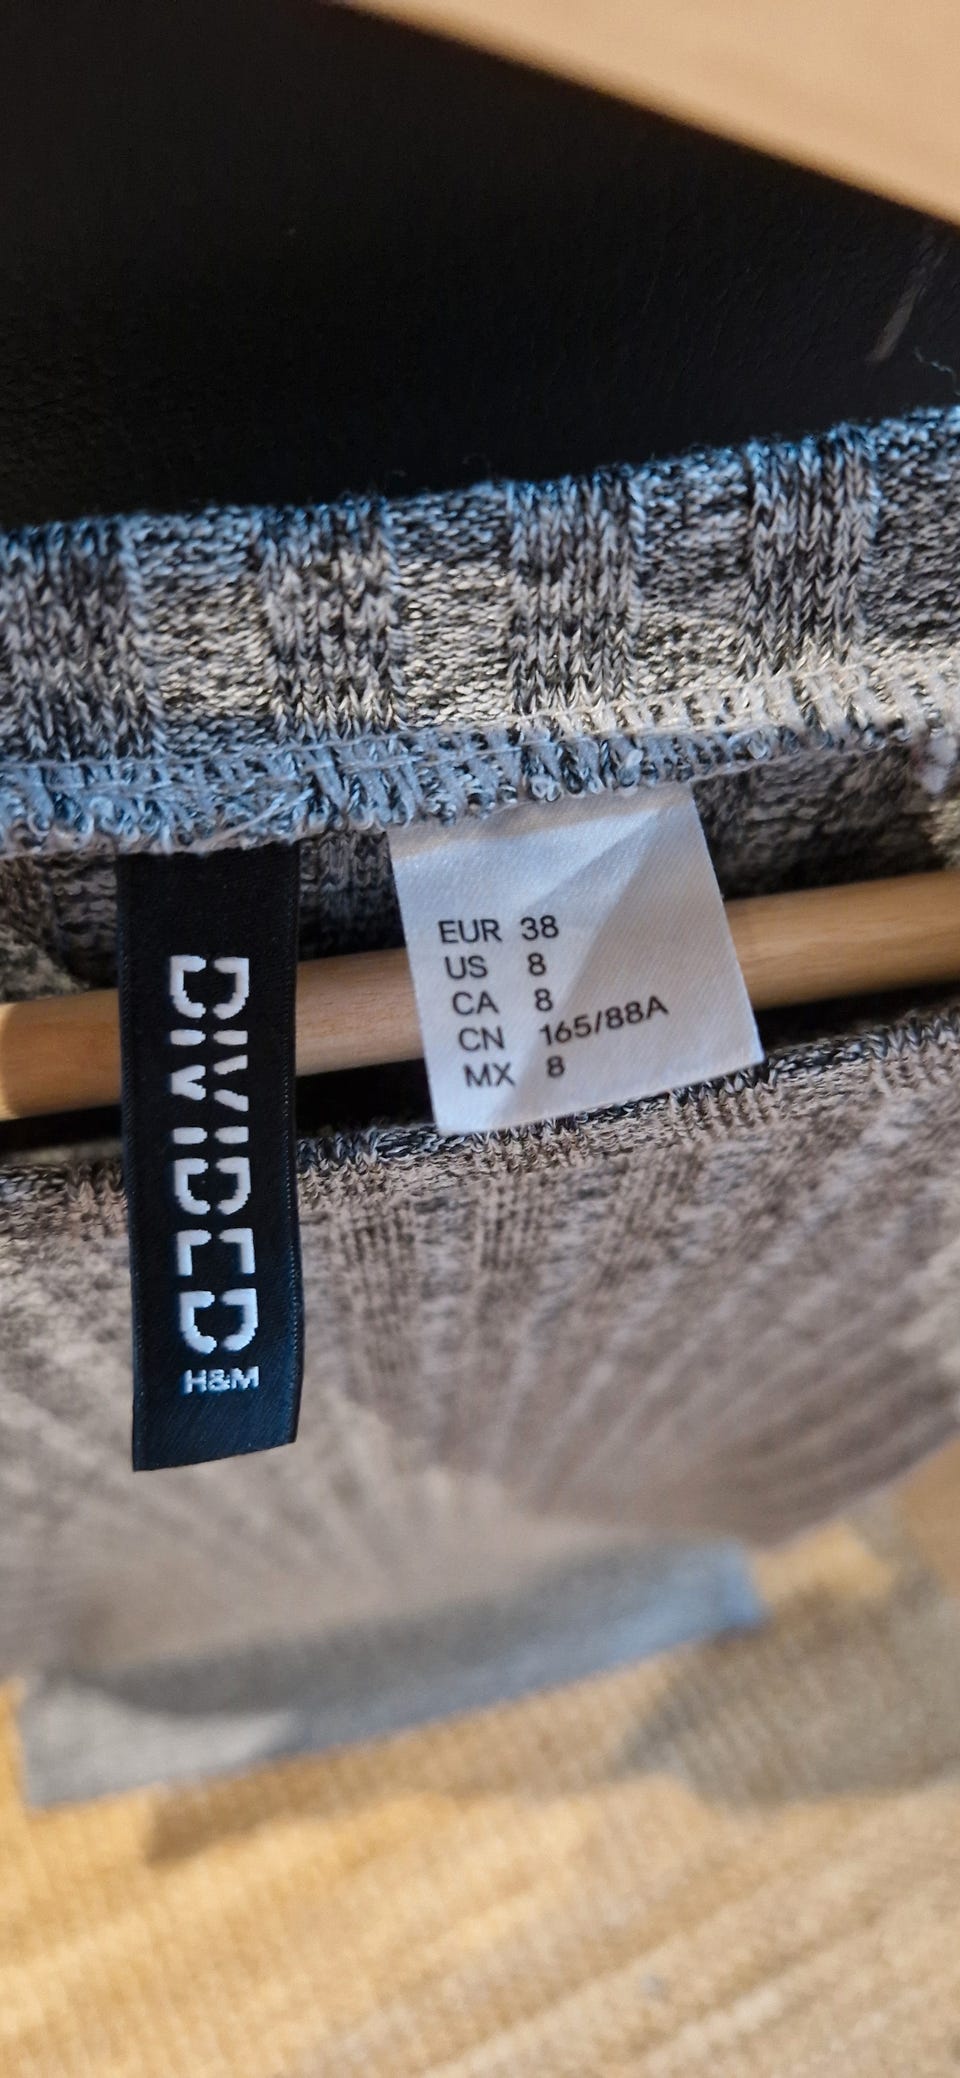 DIVIDED
H&M
EUR 38
US 8
CA 8
CN 165/88A
MX 8